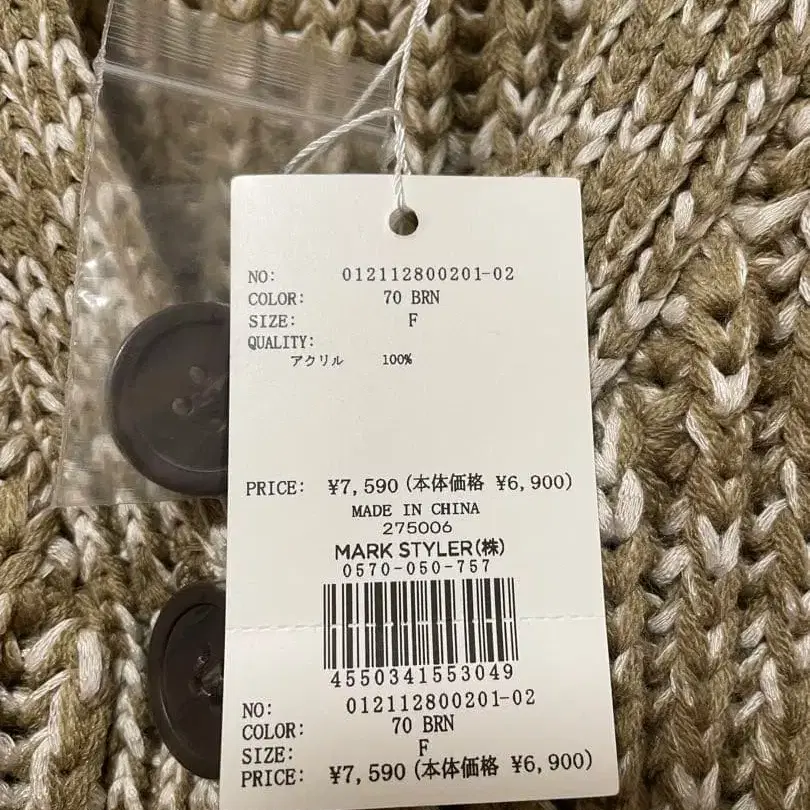 NO: 012112800201-02
COLOR: 70 BRN
SIZE: F
QUALITY:
アクリル 100%
PRICE: ¥7,590(本体価格 ¥6,900)
MADE IN CHINA
275006
MARK STYLER(株)
0570-050-757
4550341553049
NO: 012112800201-02
COLOR: 70 BRN
SIZE: F
PRICE: ¥7,590(本体価格 ¥6,900)